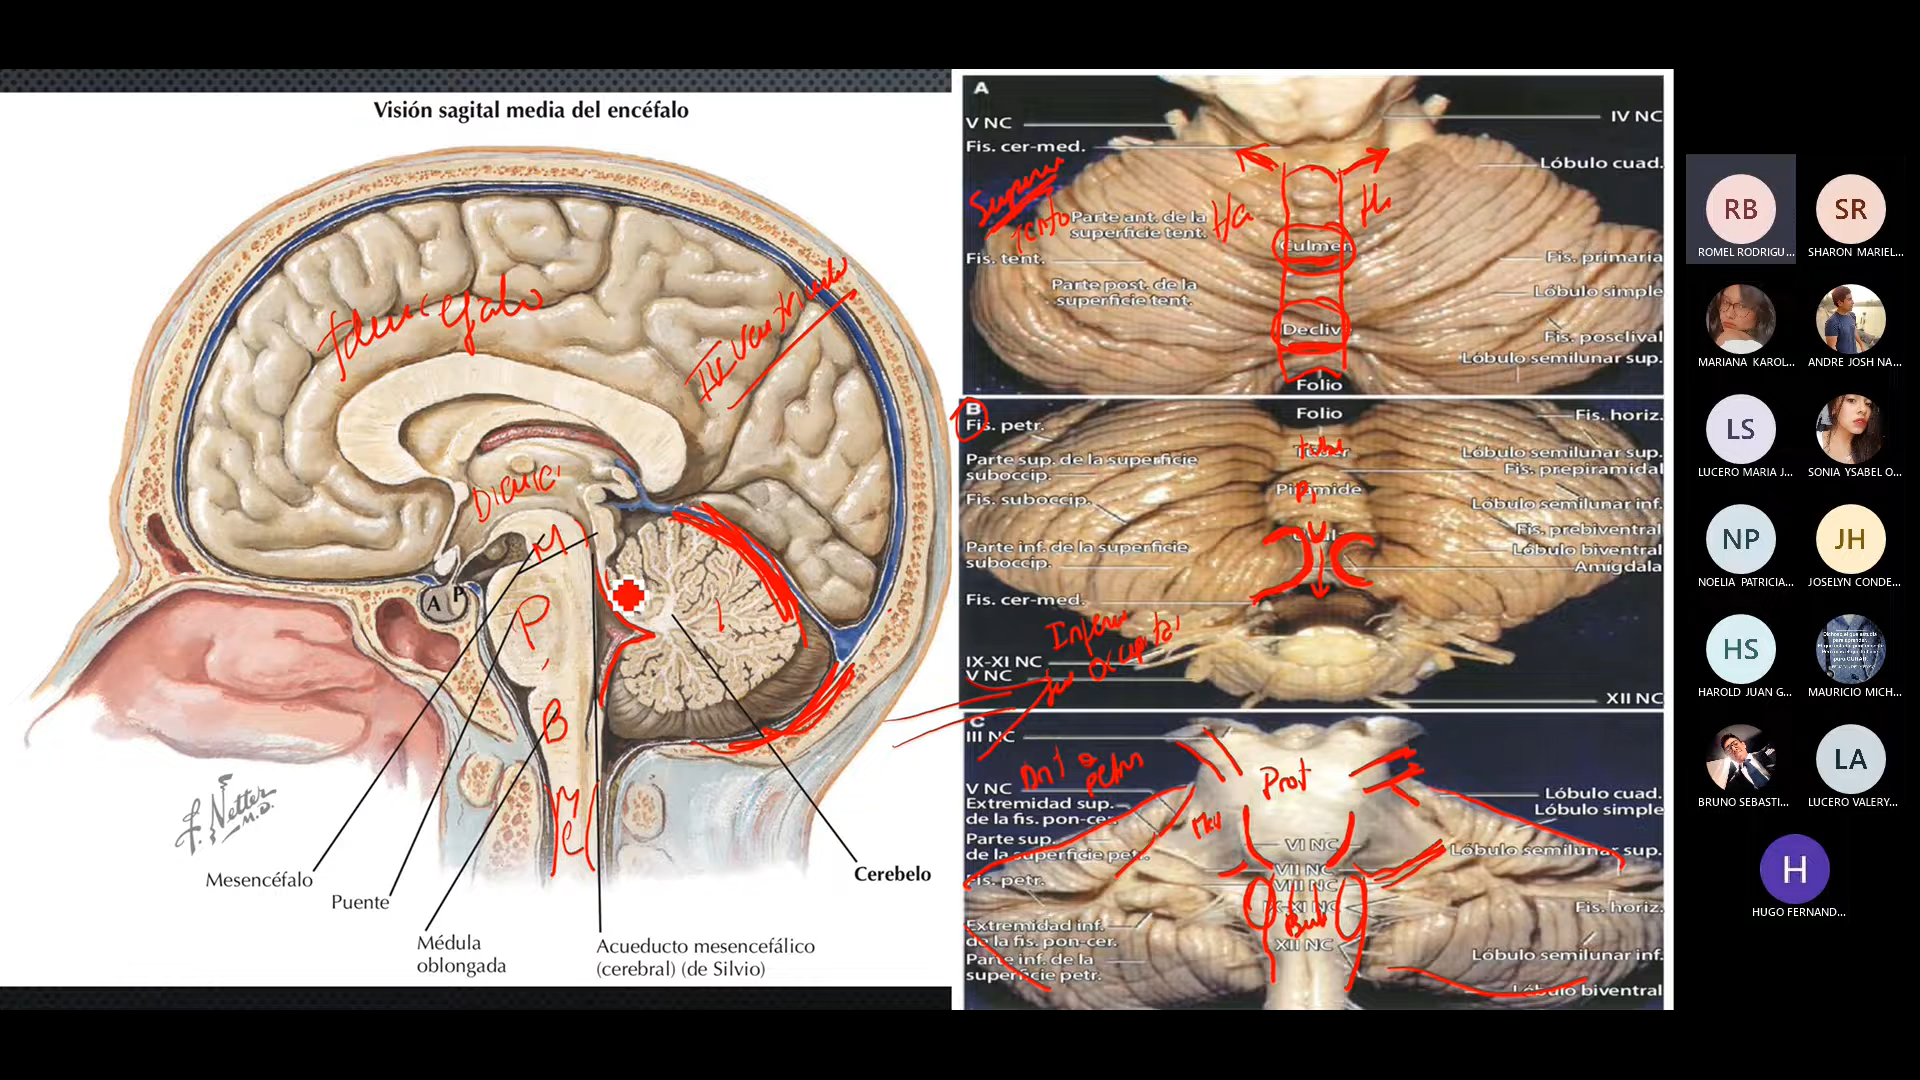 Visión sagital media del encéfalo
IV ventriculo
P
B
A P
F. Netter
M.D.
Mesencéfalo
Puente
Médula
oblongada
Acueducto mesencefálico
(cerebral) (de Silvio)
Cerebelo
A
V NC
IV NC
Fis. cer-med.
Lóbulo cuad.
Parte ant. de la
superficie tent.
Culmen
Fis. tent.
Fis. primaria
Parte post. de la
superficie tent.
Lóbulo simple
Declive
Fis. posclival
Lóbulo semilunar sup.
Folio
B
Folio
Fis. horiz.
Fis. petr.
Parte sup. de la superficie
suboccip.
Lóbulo semilunar sup.
Fis. prepiramidal
Pirámide
Fis. suboccip.
Lóbulo semilunar inf.
Fis. prebiventral
Parte inf. de la superficie
suboccip.
Lóbulo biventral
Amígdala
Fis. cer-med.
IX-XI NC
V NC
XII NC
C
III NC
Prot
V NC
Extremidad sup.
de la fis. pon-cer.
Lóbulo cuad.
Lóbulo simple
Parte sup.
de la superficie petr.
VI NC
Lóbulo semilunar sup.
VII NC
VIII NC
Fis. petr.
IX-XI NC
Fis. horiz.
Extremidad inf.
de la fis. pon-cer.
XII NC
Parte inf. de la
superficie petr.
Lóbulo semilunar inf.
Lóbulo biventral
RB
ROMEL RODRIGU...
SR
SHARON MARIEL...
MARIANA KAROL...
ANDRE JOSH NA...
LS
LUCERO MARIA J...
SONIA YSABEL O...
NP
NOELIA PATRICIA...
JH
JOSELYN CONDE...
HS
HAROLD JUAN G...
MAURICIO MICH...
BRUNO SEBASTI...
LA
LUCERO VALERY...
H
HUGO FERNAND...